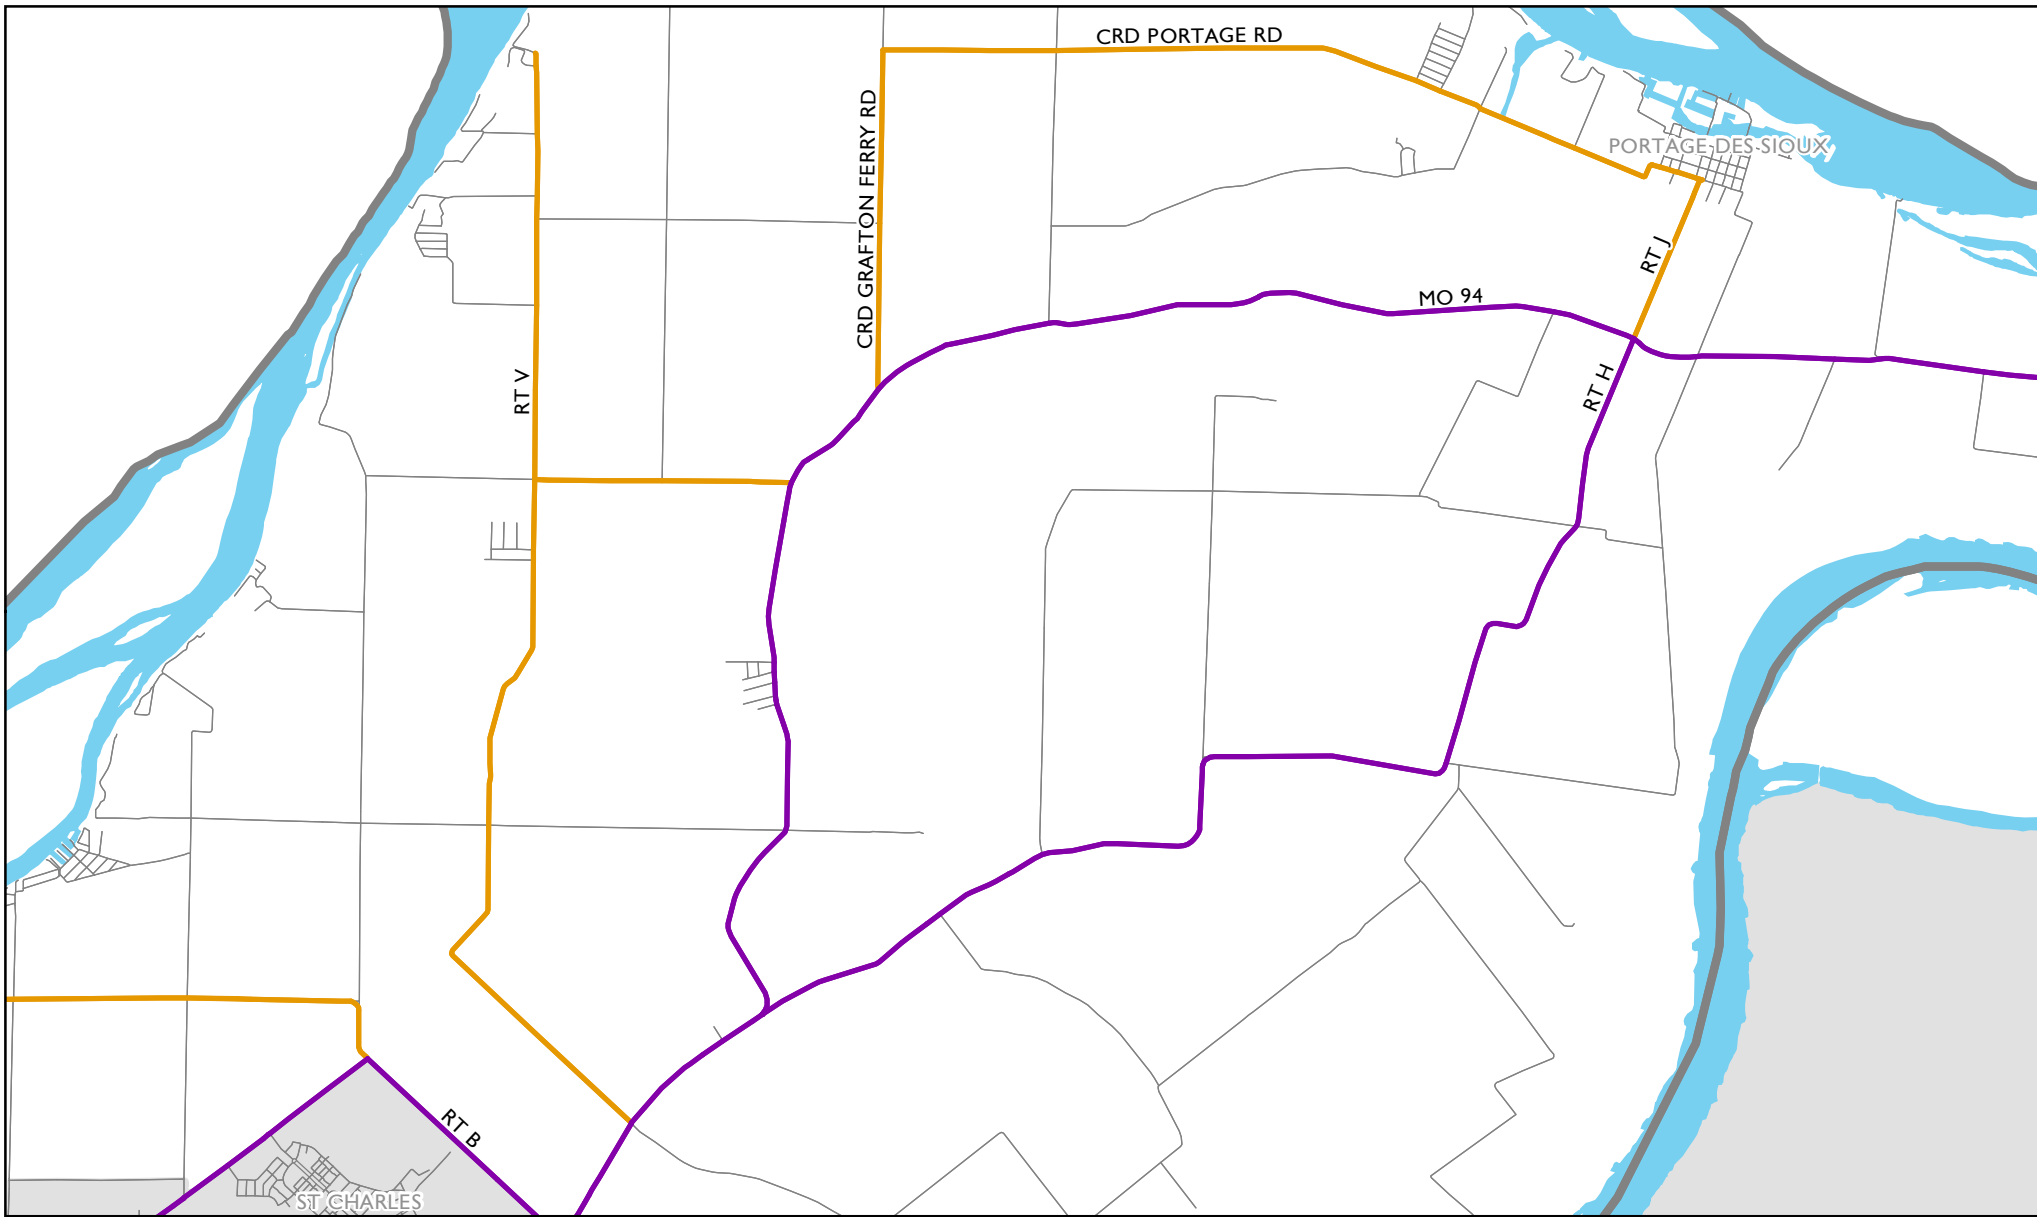 CRD PORTAGE RD
CRD GRAFTON FERRY RD
PORTAGE DES SIOUX
RT J
MO 94
RT V
RT H
RT B
ST CHARLES